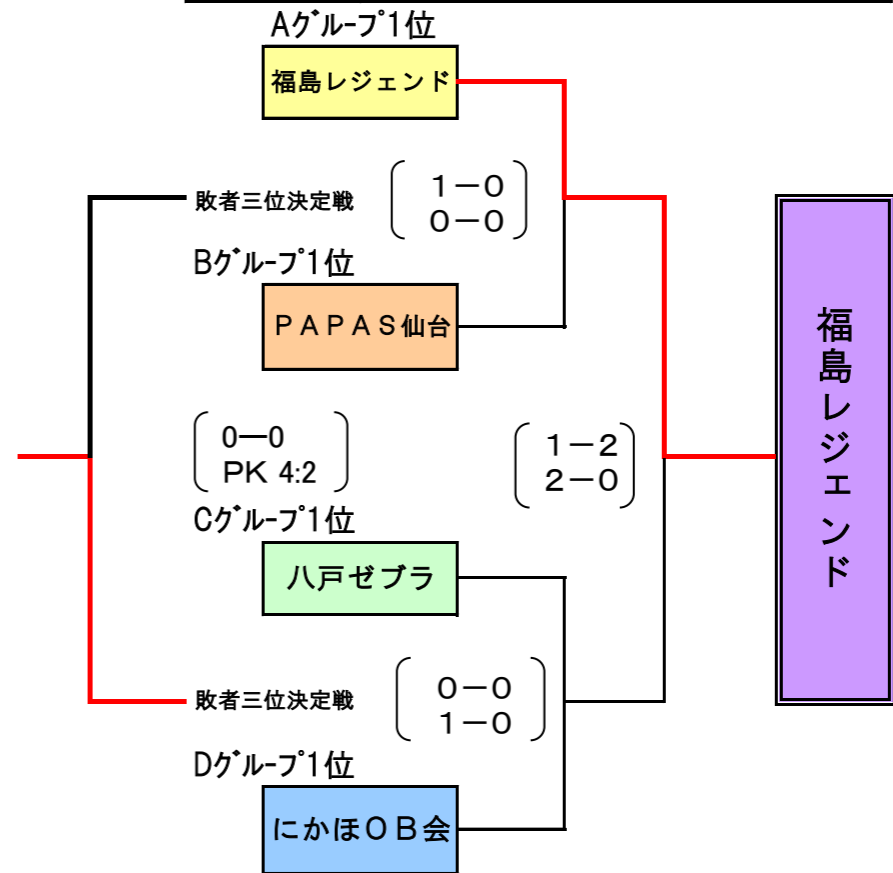 Aグループ1位
福島レジェンド
敗者三位決定戦
1－0
0－0
Bグループ1位
PAPAS仙台
0—0
PK 4:2
1－2
2－0
Cグループ1位
八戸ゼブラ
敗者三位決定戦
0－0
1－0
Dグループ1位
にかほOB会
福島レジェンド